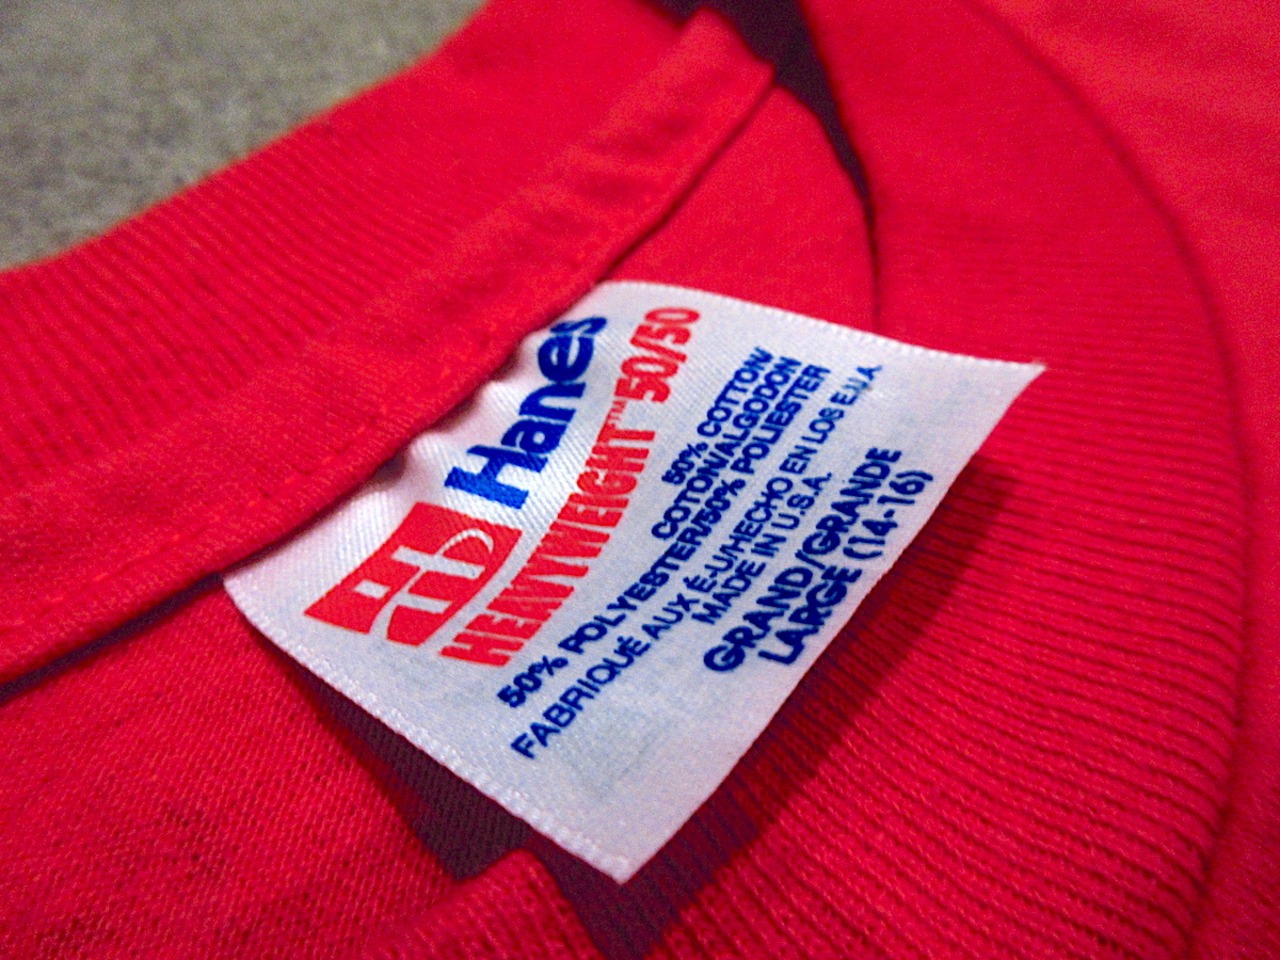 Hanes
HEAVYWEIGHT™ 50/50
50% COTTON/
COTON/ALGODON
50% POLYESTER/50% POLIESTER
FABRIQUÉ AUX É-U/HECHO EN LOS E.U.A.
MADE IN U.S.A.
GRAND/GRANDE
LARGE (14-16)